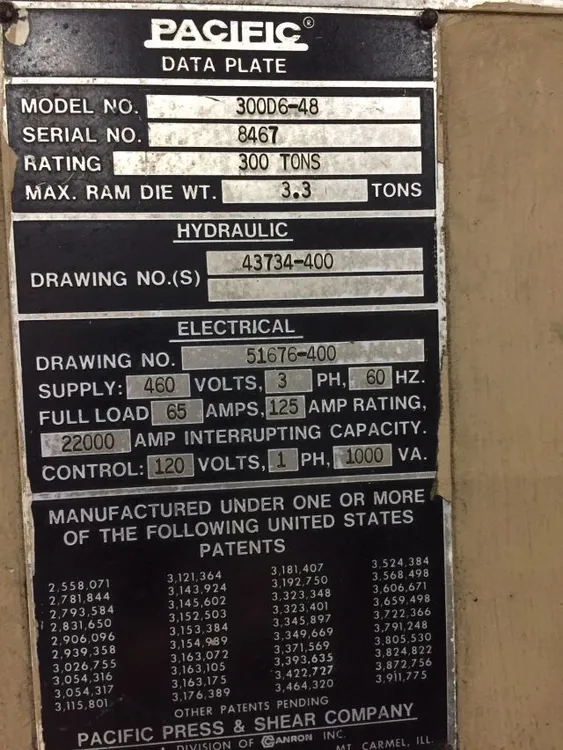 PACIFIC®
DATA PLATE
MODEL NO. 300D6-48
SERIAL NO. 8467
RATING 300 TONS
MAX. RAM DIE WT. 3.3 TONS
HYDRAULIC
DRAWING NO.(S) 43734-400
ELECTRICAL
DRAWING NO. 51676-400
SUPPLY: 460 VOLTS, 3 PH, 60 HZ.
FULL LOAD 65 AMPS, 125 AMP RATING,
22000 AMP INTERRUPTING CAPACITY.
CONTROL: 120 VOLTS, 1 PH, 1000 VA.
MANUFACTURED UNDER ONE OR MORE
OF THE FOLLOWING UNITED STATES
PATENTS
2,558,071 3,121,364 3,181,407 3,524,384
2,781,844 3,143,924 3,192,750 3,568,498
2,793,584 3,145,602 3,323,348 3,606,671
2,831,650 3,152,503 3,323,401 3,659,498
2,906,096 3,153,384 3,345,897 3,722,366
2,939,358 3,154,989 3,349,669 3,791,248
3,026,755 3,163,072 3,371,569 3,805,530
3,054,316 3,163,105 3,393,635 3,824,822
3,054,317 3,163,175 3,422,727 3,872,756
3,115,801 3,176,389 3,464,320 3,911,775
OTHER PATENTS PENDING
PACIFIC PRESS & SHEAR COMPANY
A DIVISION OF CANRON INC.
MT. CARMEL, ILL.